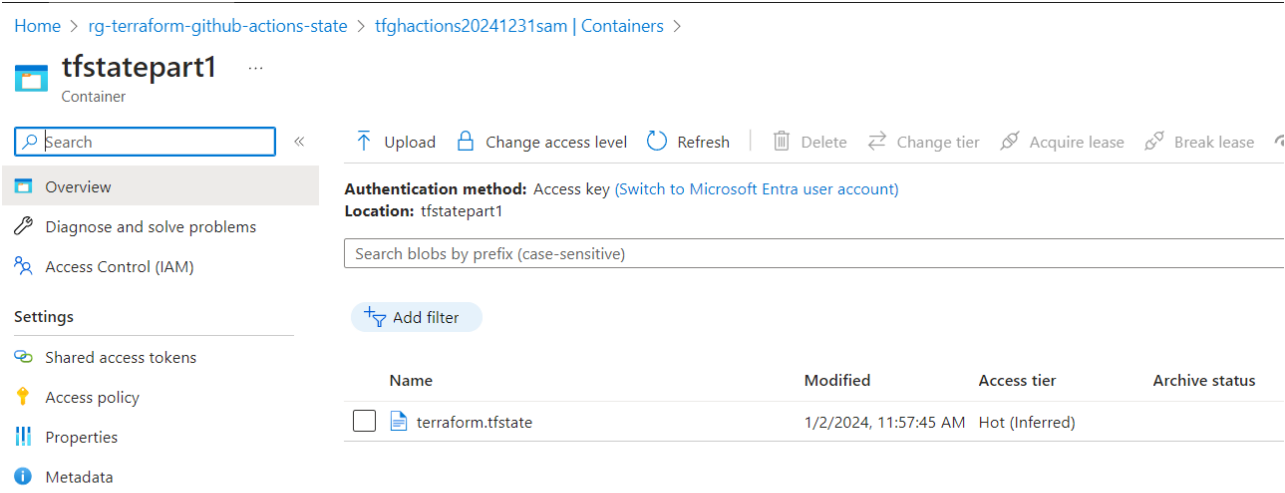 Home > rg-terraform-github-actions-state > tfghactions20241231sam | Containers >
tfstatepart1 ...
Container
Search «
Upload Change access level Refresh Delete Change tier Acquire lease Break lease
Overview
Authentication method: Access key (Switch to Microsoft Entra user account)
Location: tfstatepart1
Diagnose and solve problems
Search blobs by prefix (case-sensitive)
Access Control (IAM)
Settings
Add filter
Shared access tokens
Name Modified Access tier Archive status
Access policy
terraform.tfstate 1/2/2024, 11:57:45 AM Hot (Inferred)
Properties
Metadata